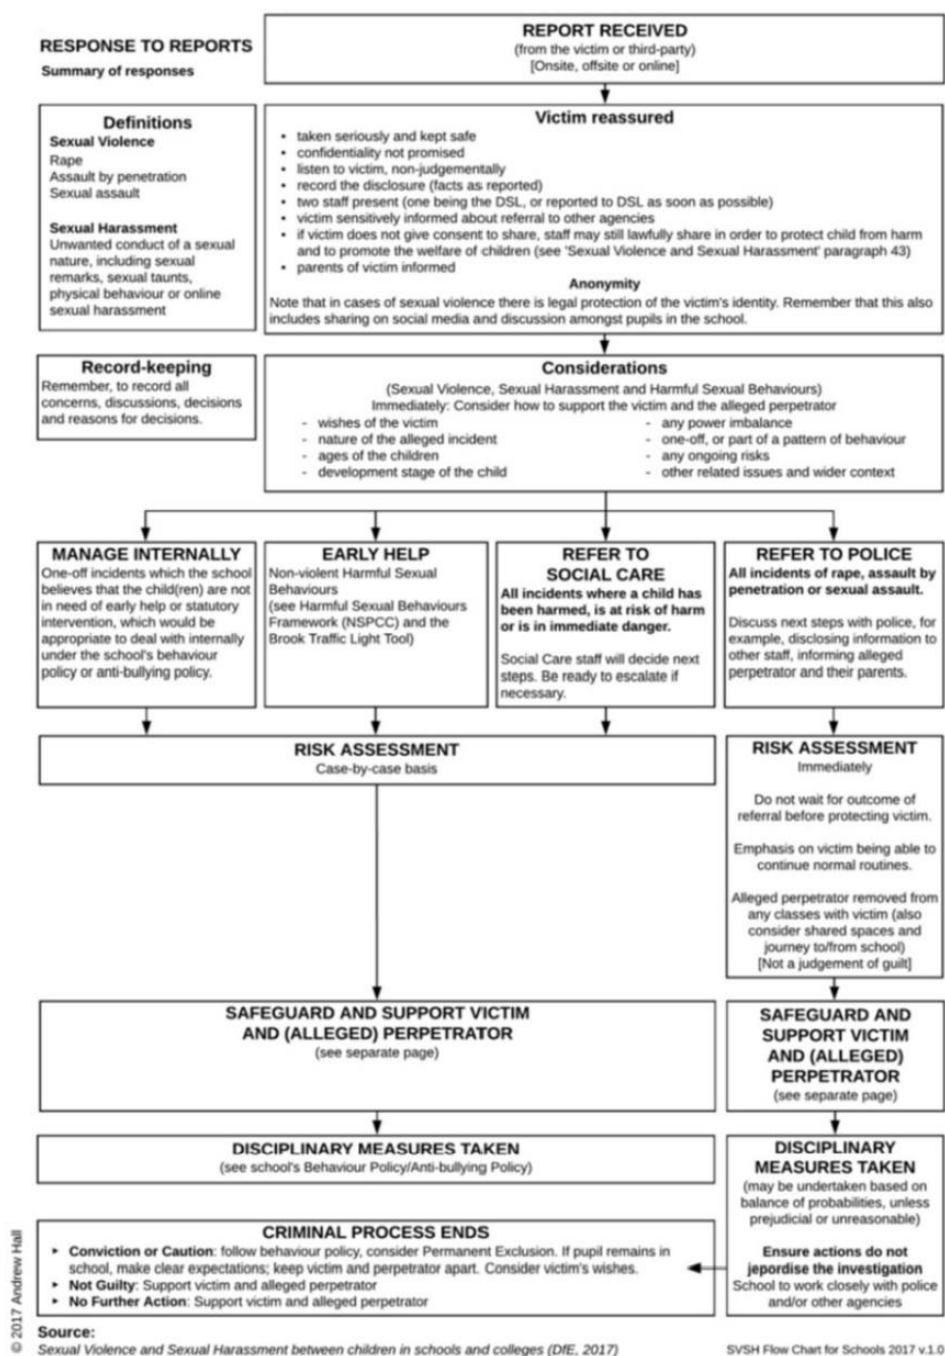 RESPONSE TO REPORTS
Summary of responses
REPORT RECEIVED
(from the victim or third-party)
[Onsite, offsite or online]
Definitions
Sexual Violence
Rape
Assault by penetration
Sexual assault
Sexual Harassment
Unwanted conduct of a sexual
nature, including sexual
remarks, sexual taunts,
physical behaviour or online
sexual harassment
Victim reassured
• taken seriously and kept safe
• confidentiality not promised
• listen to victim, non-judgementally
• record the disclosure (facts as reported)
• two staff present (one being the DSL, or reported to DSL as soon as possible)
• victim sensitively informed about referral to other agencies
• if victim does not give consent to share, staff may still lawfully share in order to protect child from harm
and to promote the welfare of children (see 'Sexual Violence and Sexual Harassment' paragraph 43)
• parents of victim informed
Anonymity
Note that in cases of sexual violence there is legal protection of the victim's identity. Remember that this also
includes sharing on social media and discussion amongst pupils in the school.
Record-keeping
Remember, to record all
concerns, discussions, decisions
and reasons for decisions.
Considerations
(Sexual Violence, Sexual Harassment and Harmful Sexual Behaviours)
Immediately: Consider how to support the victim and the alleged perpetrator
- wishes of the victim
- nature of the alleged incident
- ages of the children
- development stage of the child
- any power imbalance
- one-off, or part of a pattern of behaviour
- any ongoing risks
- other related issues and wider context
MANAGE INTERNALLY
One-off incidents which the school
believes that the child(ren) are not
in need of early help or statutory
intervention, which would be
appropriate to deal with internally
under the school's behaviour
policy or anti-bullying policy.
EARLY HELP
Non-violent Harmful Sexual
Behaviours
(see Harmful Sexual Behaviours
Framework (NSPCC) and the
Brook Traffic Light Tool)
REFER TO
SOCIAL CARE
All incidents where a child has
been harmed, is at risk of harm
or is in immediate danger.
Social Care staff will decide next
steps. Be ready to escalate if
necessary.
REFER TO POLICE
All incidents of rape, assault by
penetration or sexual assault.
Discuss next steps with police, for
example, disclosing information to
other staff, informing alleged
perpetrator and their parents.
RISK ASSESSMENT
Case-by-case basis
RISK ASSESSMENT
Immediately
Do not wait for outcome of
referral before protecting victim.
Emphasis on victim being able to
continue normal routines.
Alleged perpetrator removed from
any classes with victim (also
consider shared spaces and
journey to/from school)
[Not a judgement of guilt]
SAFEGUARD AND SUPPORT VICTIM
AND (ALLEGED) PERPETRATOR
(see separate page)
SAFEGUARD AND
SUPPORT VICTIM
AND (ALLEGED)
PERPETRATOR
(see separate page)
DISCIPLINARY MEASURES TAKEN
(see school's Behaviour Policy/Anti-bullying Policy)
DISCIPLINARY
MEASURES TAKEN
(may be undertaken based on
balance of probabilities, unless
prejudicial or unreasonable)
Ensure actions do not
jepordise the investigation
School to work closely with police
and/or other agencies
CRIMINAL PROCESS ENDS
‣ Conviction or Caution: follow behaviour policy, consider Permanent Exclusion. If pupil remains in
school, make clear expectations; keep victim and perpetrator apart. Consider victim's wishes.
‣ Not Guilty: Support victim and alleged perpetrator
‣ No Further Action: Support victim and alleged perpetrator
© 2017 Andrew Hall
Source:
Sexual Violence and Sexual Harassment between children in schools and colleges (DfE, 2017)
SVSH Flow Chart for Schools 2017 v.1.0